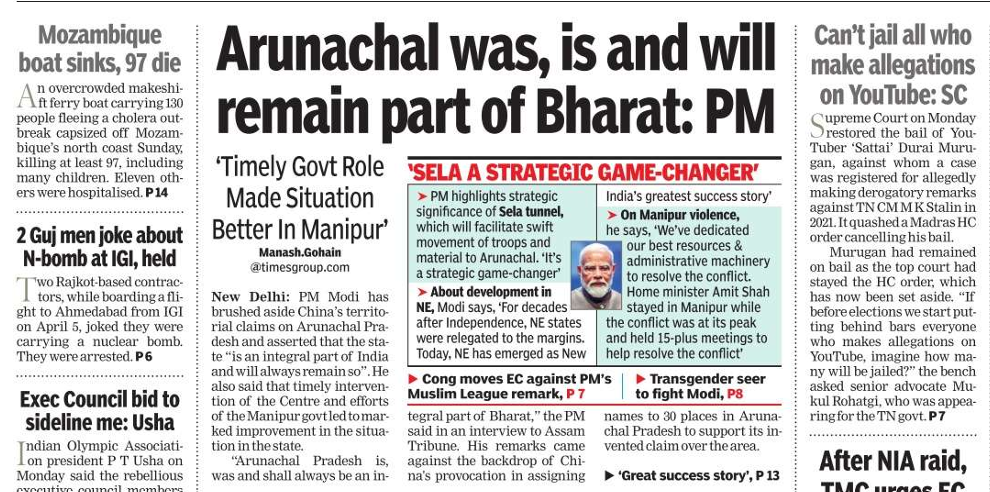 Mozambique
boat sinks, 97 die
An overcrowded makeshi-
ft ferry boat carrying 130
people fleeing a cholera out-
break capsized off Mozam-
bique's north coast Sunday,
killing at least 97, including
many children. Eleven oth-
ers were hospitalised. P 14
2 Guj men joke about
N-bomb at IGI, held
Two Rajkot-based contrac-
tors, while boarding a fli-
ght to Ahmedabad from IGI
on April 5, joked they were
carrying a nuclear bomb.
They were arrested. P 6
Exec Council bid to
sideline me: Usha
Indian Olympic Associati-
on president P T Usha on
Monday said the rebellious
executive council members
Arunachal was, is and will
remain part of Bharat: PM
'Timely Govt Role
Made Situation
Better In Manipur'
Manash.Gohain
@timesgroup.com
New Delhi: PM Modi has
brushed aside China's territo-
rial claims on Arunachal Pra-
desh and asserted that the sta-
te "is an integral part of India
and will always remain so". He
also said that timely interven-
tion of the Centre and efforts
of the Manipur govt led to mar-
ked improvement in the situa-
tion in the state.
"Arunachal Pradesh is,
was and shall always be an in-
'SELA A STRATEGIC GAME-CHANGER'
➤ PM highlights strategic
significance of Sela tunnel,
which will facilitate swift
movement of troops and
material to Arunachal. 'It's
a strategic game-changer'
➤ About development in
NE, Modi says, 'For decades
after Independence, NE states
were relegated to the margins.
Today, NE has emerged as New
India's greatest success story'
➤ On Manipur violence,
he says, 'We've dedicated
our best resources &
administrative machinery
to resolve the conflict.
Home minister Amit Shah
stayed in Manipur while
the conflict was at its peak
and held 15-plus meetings to
help resolve the conflict'
▶ Cong moves EC against PM's
Muslim League remark, P 7
▶ Transgender seer
to fight Modi, P8
tegral part of Bharat," the PM
said in an interview to Assam
Tribune. His remarks came
against the backdrop of Chi-
na's provocation in assigning
names to 30 places in Aruna-
chal Pradesh to support its in-
vented claim over the area.
▶ 'Great success story', P 13
Can't jail all who
make allegations
on YouTube: SC
Supreme Court on Monday
restored the bail of You-
Tuber 'Sattai' Durai Muru-
gan, against whom a case
was registered for allegedly
making derogatory remarks
against TN CM M K Stalin in
2021. It quashed a Madras HC
order cancelling his bail.
Murugan had remained
on bail as the top court had
stayed the HC order, which
has now been set aside. "If
before elections we start put-
ting behind bars everyone
who makes allegations on
YouTube, imagine how ma-
ny will be jailed?" the bench
asked senior advocate Mu-
kul Rohatgi, who was appea-
ring for the TN govt. P 7
After NIA raid,
TMC urges EC